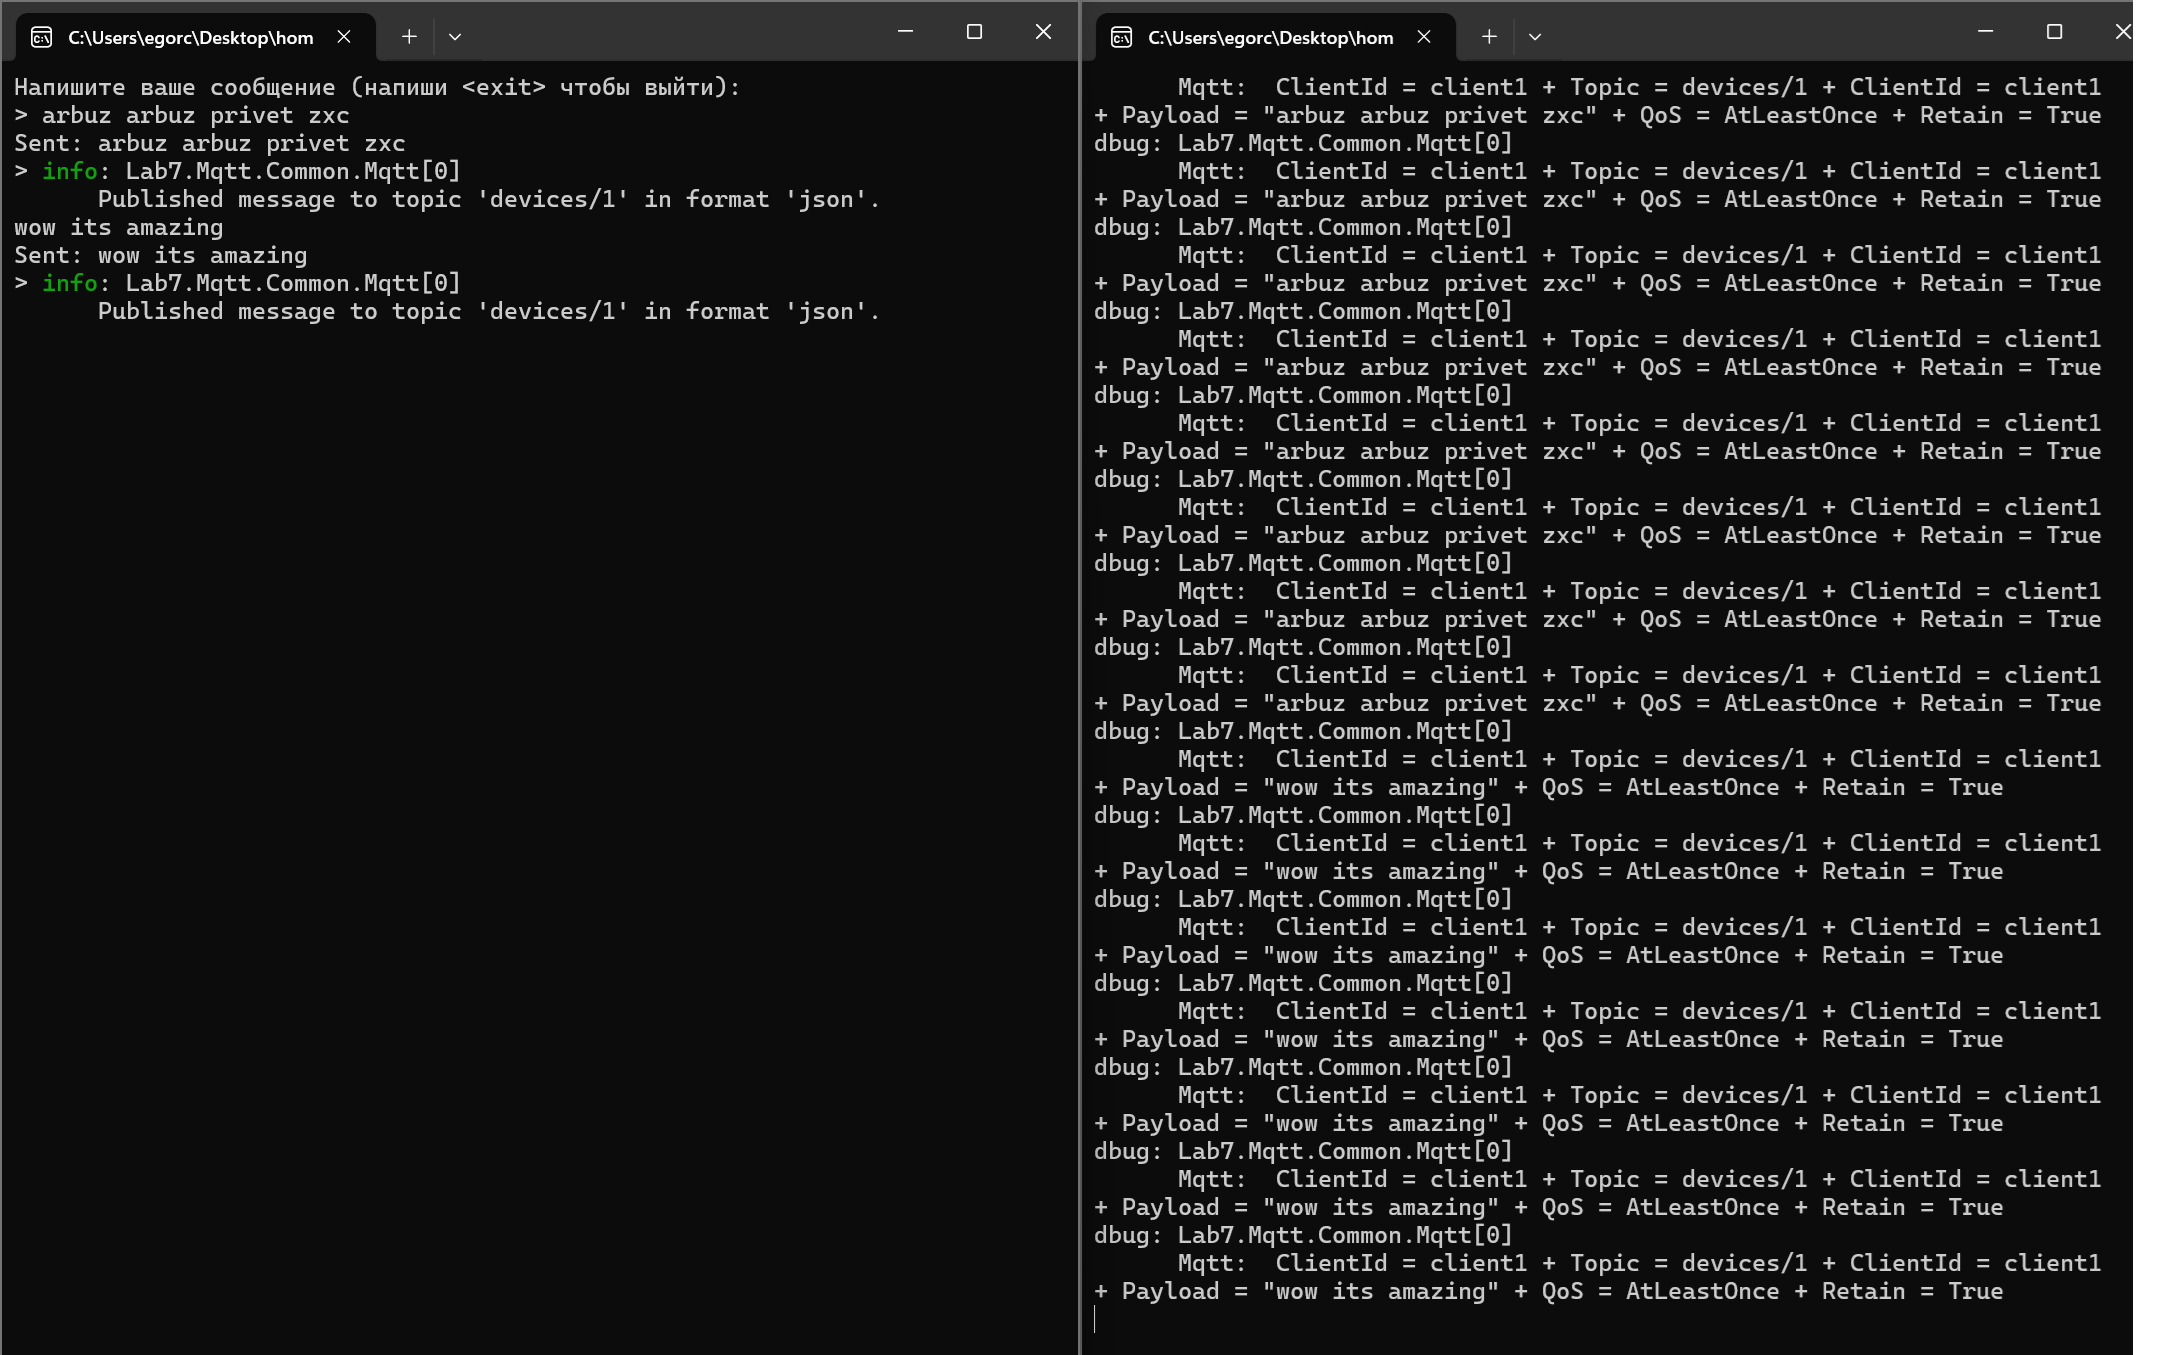 C:\Users\egorc\Desktop\hom
Напишите ваше сообщение (напиши <exit> чтобы выйти):
> arbuz arbuz privet zxc
Sent: arbuz arbuz privet zxc
> info: Lab7.Mqtt.Common.Mqtt[0]
Published message to topic 'devices/1' in format 'json'.
wow its amazing
Sent: wow its amazing
> info: Lab7.Mqtt.Common.Mqtt[0]
Published message to topic 'devices/1' in format 'json'.
C:\Users\egorc\Desktop\hom
Mqtt:  ClientId = client1 + Topic = devices/1 + ClientId = client1
+ Payload = "arbuz arbuz privet zxc" + QoS = AtLeastOnce + Retain = True
dbug: Lab7.Mqtt.Common.Mqtt[0]
Mqtt:  ClientId = client1 + Topic = devices/1 + ClientId = client1
+ Payload = "arbuz arbuz privet zxc" + QoS = AtLeastOnce + Retain = True
dbug: Lab7.Mqtt.Common.Mqtt[0]
Mqtt:  ClientId = client1 + Topic = devices/1 + ClientId = client1
+ Payload = "arbuz arbuz privet zxc" + QoS = AtLeastOnce + Retain = True
dbug: Lab7.Mqtt.Common.Mqtt[0]
Mqtt:  ClientId = client1 + Topic = devices/1 + ClientId = client1
+ Payload = "arbuz arbuz privet zxc" + QoS = AtLeastOnce + Retain = True
dbug: Lab7.Mqtt.Common.Mqtt[0]
Mqtt:  ClientId = client1 + Topic = devices/1 + ClientId = client1
+ Payload = "arbuz arbuz privet zxc" + QoS = AtLeastOnce + Retain = True
dbug: Lab7.Mqtt.Common.Mqtt[0]
Mqtt:  ClientId = client1 + Topic = devices/1 + ClientId = client1
+ Payload = "arbuz arbuz privet zxc" + QoS = AtLeastOnce + Retain = True
dbug: Lab7.Mqtt.Common.Mqtt[0]
Mqtt:  ClientId = client1 + Topic = devices/1 + ClientId = client1
+ Payload = "arbuz arbuz privet zxc" + QoS = AtLeastOnce + Retain = True
dbug: Lab7.Mqtt.Common.Mqtt[0]
Mqtt:  ClientId = client1 + Topic = devices/1 + ClientId = client1
+ Payload = "arbuz arbuz privet zxc" + QoS = AtLeastOnce + Retain = True
dbug: Lab7.Mqtt.Common.Mqtt[0]
Mqtt:  ClientId = client1 + Topic = devices/1 + ClientId = client1
+ Payload = "wow its amazing" + QoS = AtLeastOnce + Retain = True
dbug: Lab7.Mqtt.Common.Mqtt[0]
Mqtt:  ClientId = client1 + Topic = devices/1 + ClientId = client1
+ Payload = "wow its amazing" + QoS = AtLeastOnce + Retain = True
dbug: Lab7.Mqtt.Common.Mqtt[0]
Mqtt:  ClientId = client1 + Topic = devices/1 + ClientId = client1
+ Payload = "wow its amazing" + QoS = AtLeastOnce + Retain = True
dbug: Lab7.Mqtt.Common.Mqtt[0]
Mqtt:  ClientId = client1 + Topic = devices/1 + ClientId = client1
+ Payload = "wow its amazing" + QoS = AtLeastOnce + Retain = True
dbug: Lab7.Mqtt.Common.Mqtt[0]
Mqtt:  ClientId = client1 + Topic = devices/1 + ClientId = client1
+ Payload = "wow its amazing" + QoS = AtLeastOnce + Retain = True
dbug: Lab7.Mqtt.Common.Mqtt[0]
Mqtt:  ClientId = client1 + Topic = devices/1 + ClientId = client1
+ Payload = "wow its amazing" + QoS = AtLeastOnce + Retain = True
dbug: Lab7.Mqtt.Common.Mqtt[0]
Mqtt:  ClientId = client1 + Topic = devices/1 + ClientId = client1
+ Payload = "wow its amazing" + QoS = AtLeastOnce + Retain = True